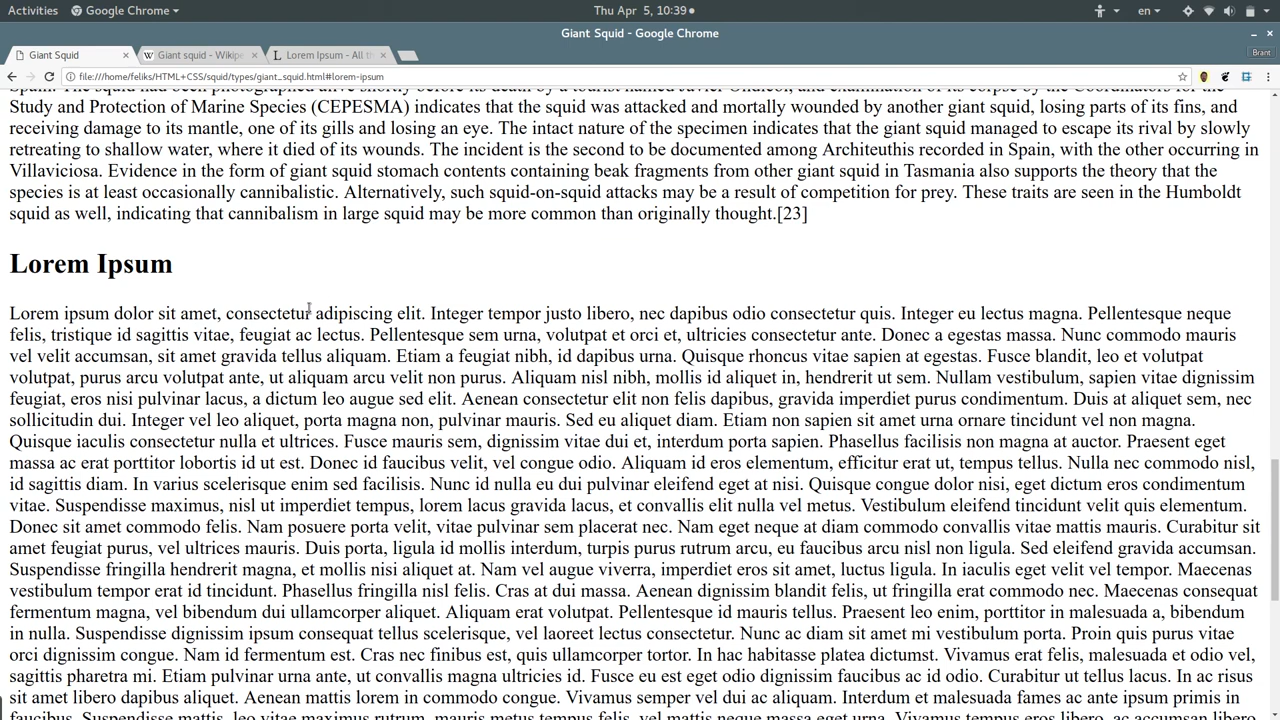 Activities
Google Chrome
Thu Apr 5, 10:39
en
Giant Squid - Google Chrome
Giant Squid
Giant squid - Wikipe
Lorem Ipsum - All th
Brant
file:///home/feliks/HTML+CSS/squid/types/giant_squid.html#lorem-ipsum
Study and Protection of Marine Species (CEPESMA) indicates that the squid was attacked and mortally wounded by another giant squid, losing parts of its fins, and
receiving damage to its mantle, one of its gills and losing an eye. The intact nature of the specimen indicates that the giant squid managed to escape its rival by slowly
retreating to shallow water, where it died of its wounds. The incident is the second to be documented among Architeuthis recorded in Spain, with the other occurring in
Villaviciosa. Evidence in the form of giant squid stomach contents containing beak fragments from other giant squid in Tasmania also supports the theory that the
species is at least occasionally cannibalistic. Alternatively, such squid-on-squid attacks may be a result of competition for prey. These traits are seen in the Humboldt
squid as well, indicating that cannibalism in large squid may be more common than originally thought.[23]
Lorem Ipsum
Lorem ipsum dolor sit amet, consectetur adipiscing elit. Integer tempor justo libero, nec dapibus odio consectetur quis. Integer eu lectus magna. Pellentesque neque
felis, tristique id sagittis vitae, feugiat ac lectus. Pellentesque sem urna, volutpat et orci et, ultricies consectetur ante. Donec a egestas massa. Nunc commodo mauris
vel velit accumsan, sit amet gravida tellus aliquam. Etiam a feugiat nibh, id dapibus urna. Quisque rhoncus vitae sapien at egestas. Fusce blandit, leo et volutpat
volutpat, purus arcu volutpat ante, ut aliquam arcu velit non purus. Aliquam nisl nibh, mollis id aliquet in, hendrerit ut sem. Nullam vestibulum, sapien vitae dignissim
feugiat, eros nisi pulvinar lacus, a dictum leo augue sed elit. Aenean consectetur elit non felis dapibus, gravida imperdiet purus condimentum. Duis at aliquet sem, nec
sollicitudin dui. Integer vel leo aliquet, porta magna non, pulvinar mauris. Sed eu aliquet diam. Etiam non sapien sit amet urna ornare tincidunt vel non magna.
Quisque iaculis consectetur nulla et ultrices. Fusce mauris sem, dignissim vitae dui et, interdum porta sapien. Phasellus facilisis non magna at auctor. Praesent eget
massa ac erat porttitor lobortis id ut est. Donec id faucibus velit, vel congue odio. Aliquam id eros elementum, efficitur erat ut, tempus tellus. Nulla nec commodo nisl,
id sagittis diam. In varius scelerisque enim sed facilisis. Nunc id nulla eu dui pulvinar eleifend eget at nisi. Quisque congue dolor nisi, eget dictum eros condimentum
vitae. Suspendisse maximus, nisl ut imperdiet tempus, lorem lacus gravida lacus, et convallis elit nulla vel metus. Vestibulum eleifend tincidunt velit quis elementum.
Donec sit amet commodo felis. Nam posuere porta velit, vitae pulvinar sem placerat nec. Nam eget neque at diam commodo convallis vitae mattis mauris. Curabitur sit
amet feugiat purus, vel ultrices mauris. Duis porta, ligula id mollis interdum, turpis purus rutrum arcu, eu faucibus arcu nisl non ligula. Sed eleifend gravida accumsan.
Suspendisse fringilla hendrerit magna, et mollis nisi aliquet at. Nam vel augue viverra, imperdiet eros sit amet, luctus ligula. In iaculis eget velit vel tempor. Maecenas
vestibulum tempor erat id tincidunt. Phasellus fringilla nisl felis. Cras at dui massa. Aenean dignissim blandit felis, ut fringilla erat commodo nec. Maecenas consequat
fermentum magna, vel bibendum dui ullamcorper aliquet. Aliquam erat volutpat. Pellentesque id mauris tellus. Praesent leo enim, porttitor in malesuada a, bibendum
in nulla. Suspendisse dignissim ipsum consequat tellus scelerisque, vel laoreet lectus consectetur. Nunc ac diam sit amet mi vestibulum porta. Proin quis purus vitae
orci dignissim congue. Nam id fermentum est. Cras nec finibus est, quis ullamcorper tortor. In hac habitasse platea dictumst. Vivamus erat felis, malesuada et odio vel,
sagittis pharetra mi. Etiam pulvinar urna ante, ut convallis magna ultricies id. Fusce eu est eget odio dignissim faucibus ac id odio. Curabitur ut tellus lacus. In ac risus
sit amet libero dapibus aliquet. Aenean mattis lorem in commodo congue. Vivamus semper vel dui ac aliquam. Interdum et malesuada fames ac ante ipsum primis in
faucibus. Suspendisse mattis, leo vitae maximus rutrum, mauris metus tempus felis, vel mattis neque massa eget libero. Vivamus eros libero, ac accumsan libero